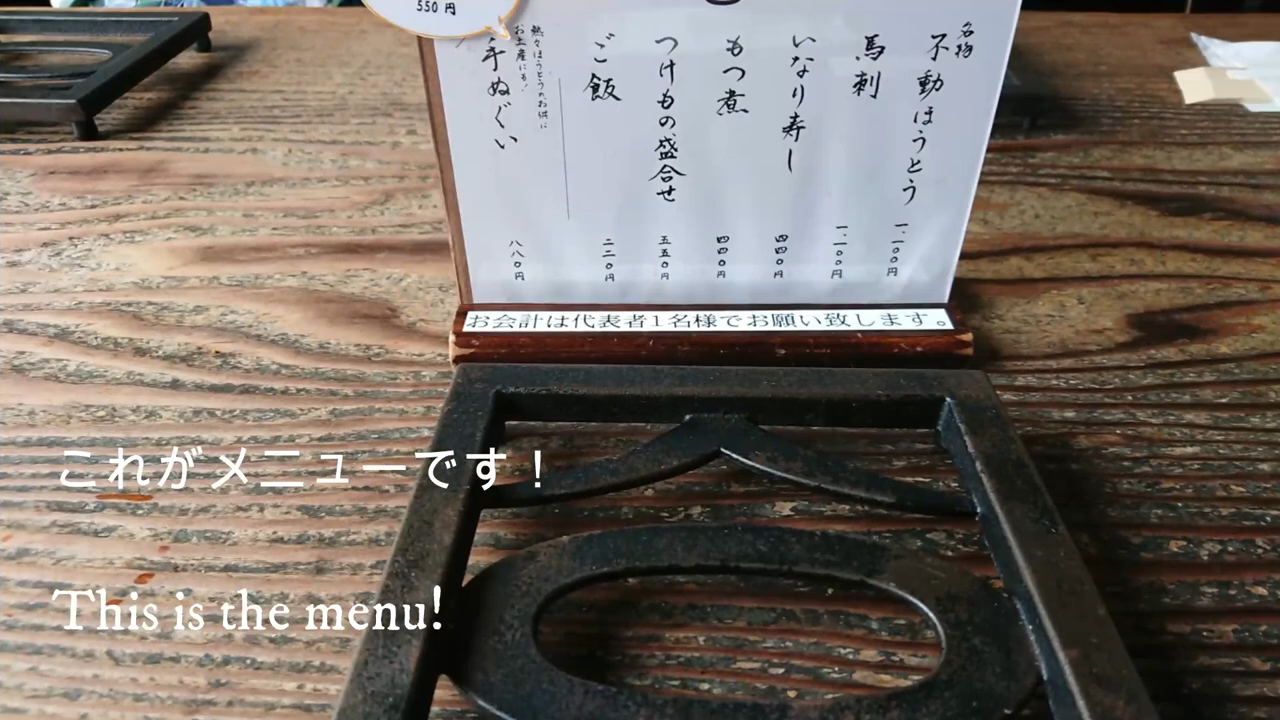 550 円
名物
不動ほうとう 一、一〇〇円
馬刺 一、一〇〇円
いなり寿し 四四〇円
もつ煮 四四〇円
つけもの盛合せ 五五〇円
ご飯 二二〇円
熱々ほうとうのお供に
お土産にも!
手ぬぐい 八八〇円
お会計は代表者1名様でお願い致します。
これがメニューです!
This is the menu!